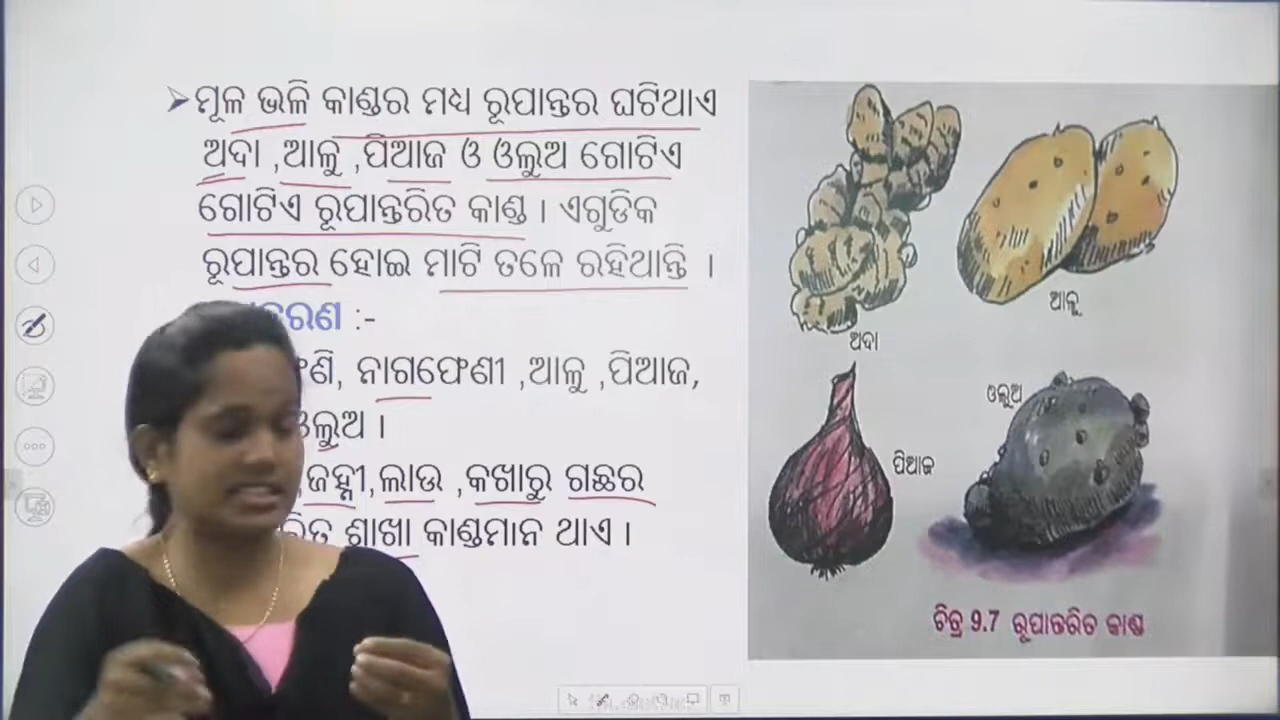 ମୂଳ ଭଳି କାଣ୍ଡର ମଧ୍ୟ ରୂପାନ୍ତର ଘଟିଥାଏ
ଅଦା ,ଆଳୁ ,ପିଆଜ ଓ ଓଲୁଅ ଗୋଟିଏ
ଗୋଟିଏ ରୂପାନ୍ତରିତ କାଣ୍ଡ । ଏଗୁଡିକ
ରୂପାନ୍ତର ହୋଇ ମାଟି ତଳେ ରହିଥାନ୍ତି ।
:-
ନାଗଫେଣୀ ,ଆଳୁ ,ପିଆଜ,
ଓଲୁଅ ।
,ଜହ୍ନୀ,ଲାଉ ,କଖାରୁ ଗଛର
ଶାଖା କାଣ୍ଡମାନ ଥାଏ ।
ଅଦା
ଆଳୁ
ପିଆଜ
ଓଲୁଅ
ଚିତ୍ର 9.7 ରୂପାନ୍ତରିତ କାଣ୍ଡ